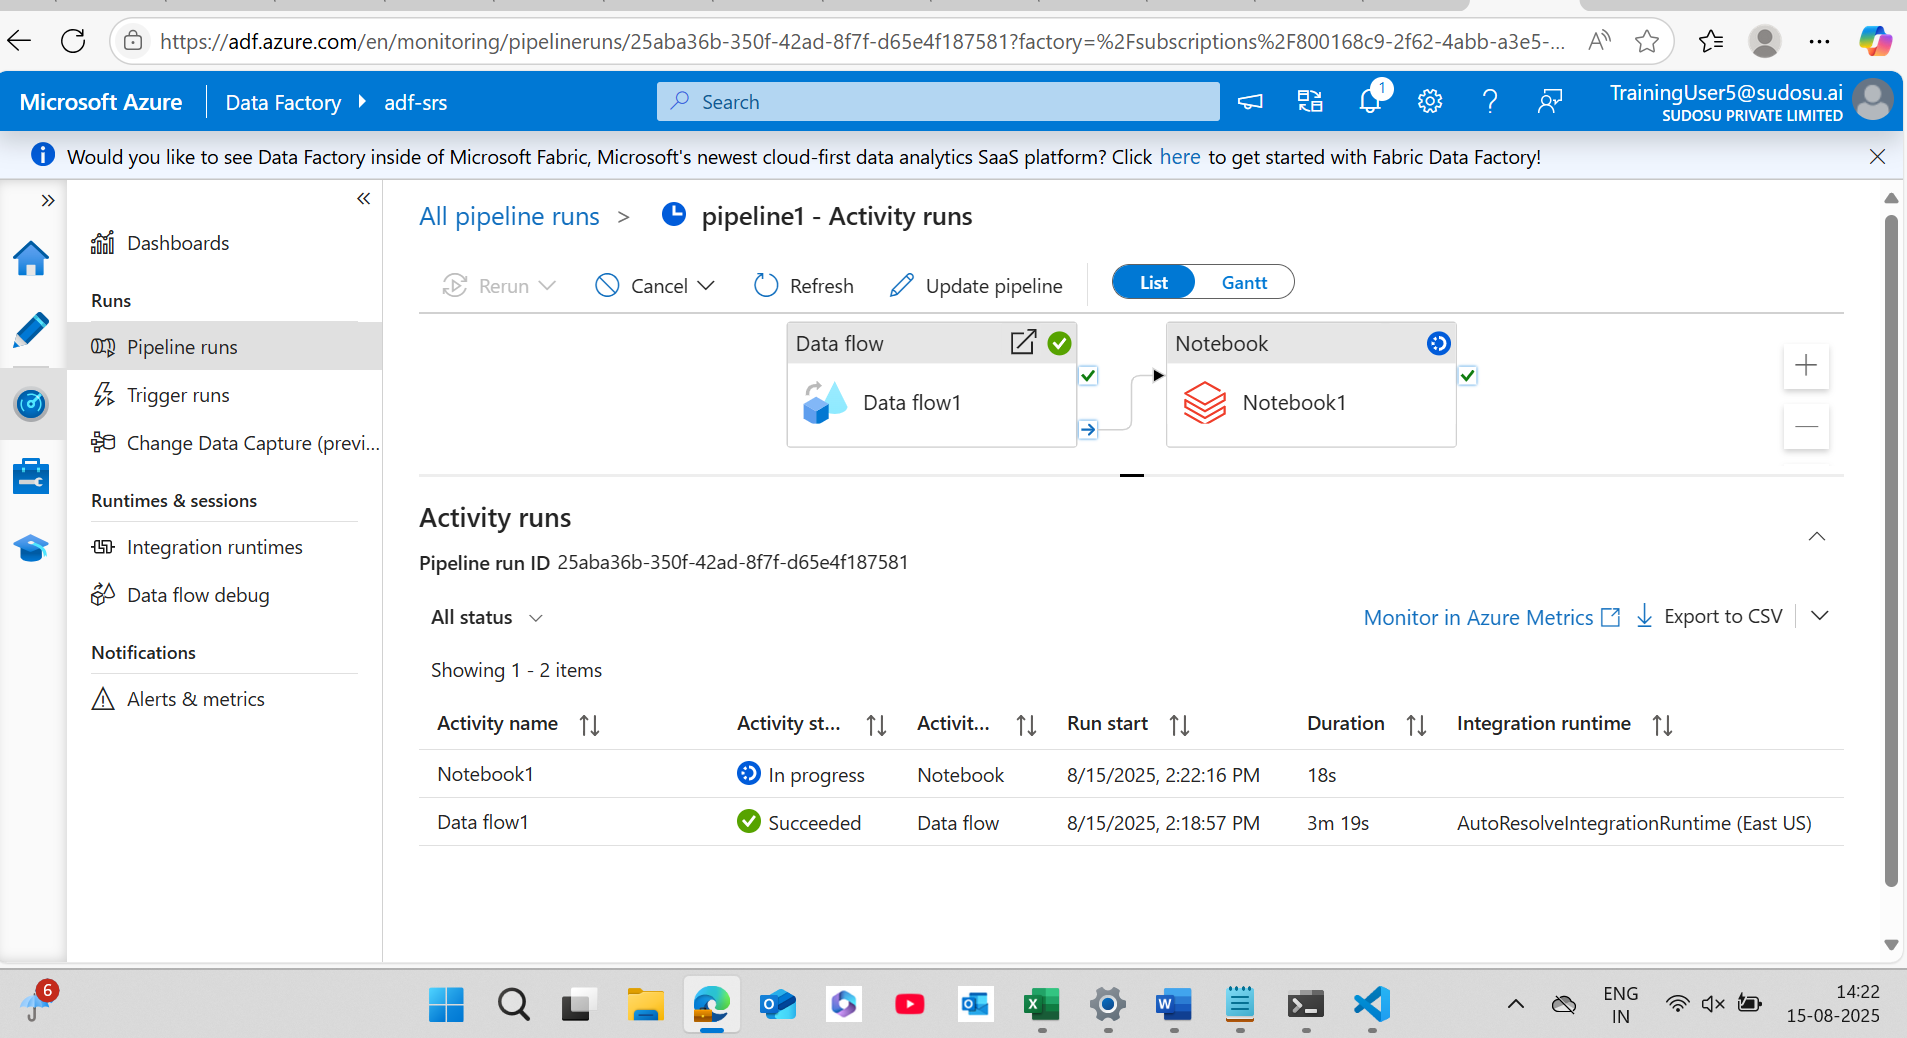 https://adf.azure.com/en/monitoring/pipelineruns/25aba36b-350f-42ad-8f7f-d65e4f187581?factory=%2Fsubscriptions%2F800168c9-2f62-4abb-a3e5-...
Microsoft Azure
Data Factory
adf-srs
Search
1
TrainingUser5@sudosu.ai
SUDOSU PRIVATE LIMITED
Would you like to see Data Factory inside of Microsoft Fabric, Microsoft's newest cloud-first data analytics SaaS platform? Click here to get started with Fabric Data Factory!
Dashboards
Runs
Pipeline runs
Trigger runs
Change Data Capture (previ...
Runtimes & sessions
Integration runtimes
Data flow debug
Notifications
Alerts & metrics
All pipeline runs > pipeline1 - Activity runs
Rerun
Cancel
Refresh
Update pipeline
List
Gantt
Data flow
Data flow1
Notebook
Notebook1
Activity runs
Pipeline run ID 25aba36b-350f-42ad-8f7f-d65e4f187581
All status
Monitor in Azure Metrics
Export to CSV
Showing 1 - 2 items
Activity name Activity st... Activit... Run start Duration Integration runtime
Notebook1 In progress Notebook 8/15/2025, 2:22:16 PM 18s
Data flow1 Succeeded Data flow 8/15/2025, 2:18:57 PM 3m 19s AutoResolveIntegrationRuntime (East US)
6
ENG
IN
14:22
15-08-2025